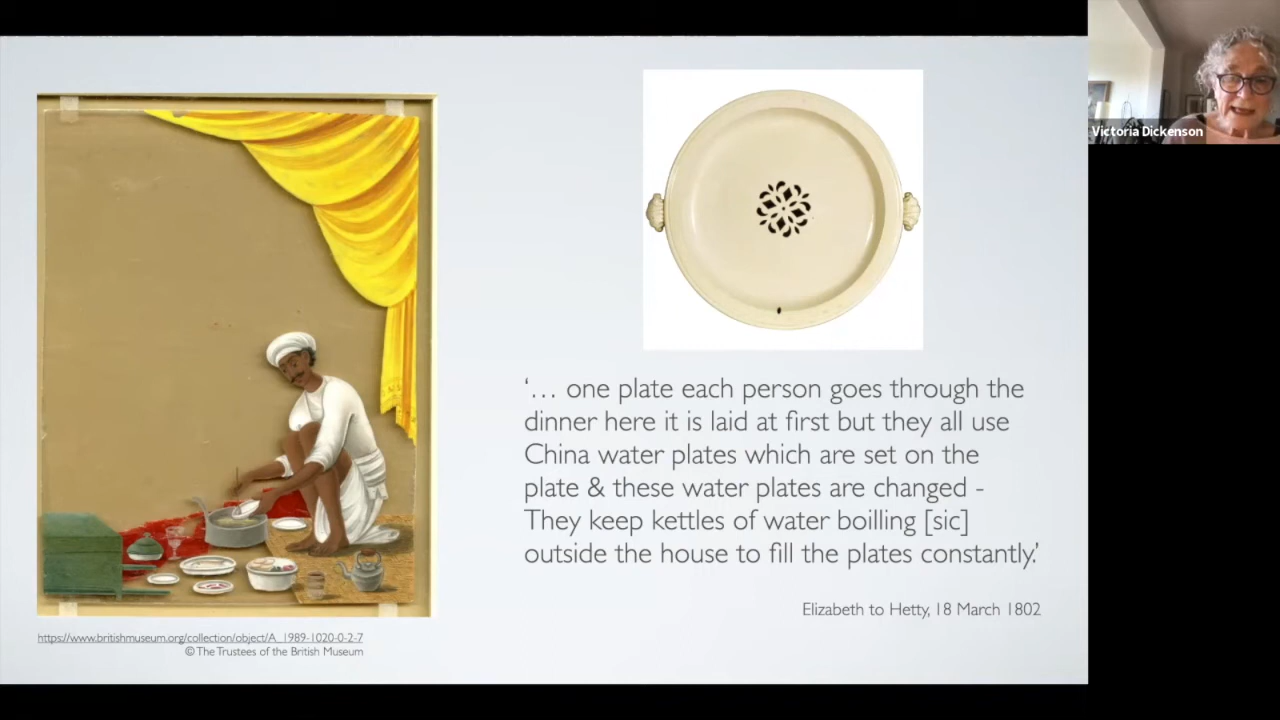 Victoria Dickenson
‘… one plate each person goes through the
dinner here it is laid at first but they all use
China water plates which are set on the
plate & these water plates are changed -
They keep kettles of water boilling [sic]
outside the house to fill the plates constantly.’
Elizabeth to Hetty, 18 March 1802
https://www.britishmuseum.org/collection/object/A_1989-1020-0-2-7
© The Trustees of the British Museum